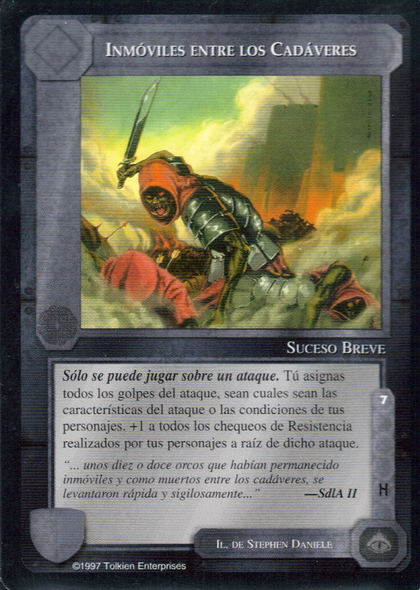 Inmóviles entre los Cadáveres
Suceso Breve
Sólo se puede jugar sobre un ataque. Tú asignas
todos los golpes del ataque, sean cuales sean las
características del ataque o las condiciones de tus
personajes. +1 a todos los chequeos de Resistencia
realizados por tus personajes a raíz de dicho ataque.
7
“... unos diez o doce orcos que habían permecido
inmóviles y como muertos entre los cadáveres, se
levantaron rápida y sigilosamente...” —SdlA II
H
Il. de Stephen Daniele
©1997 Tolkien Enterprises